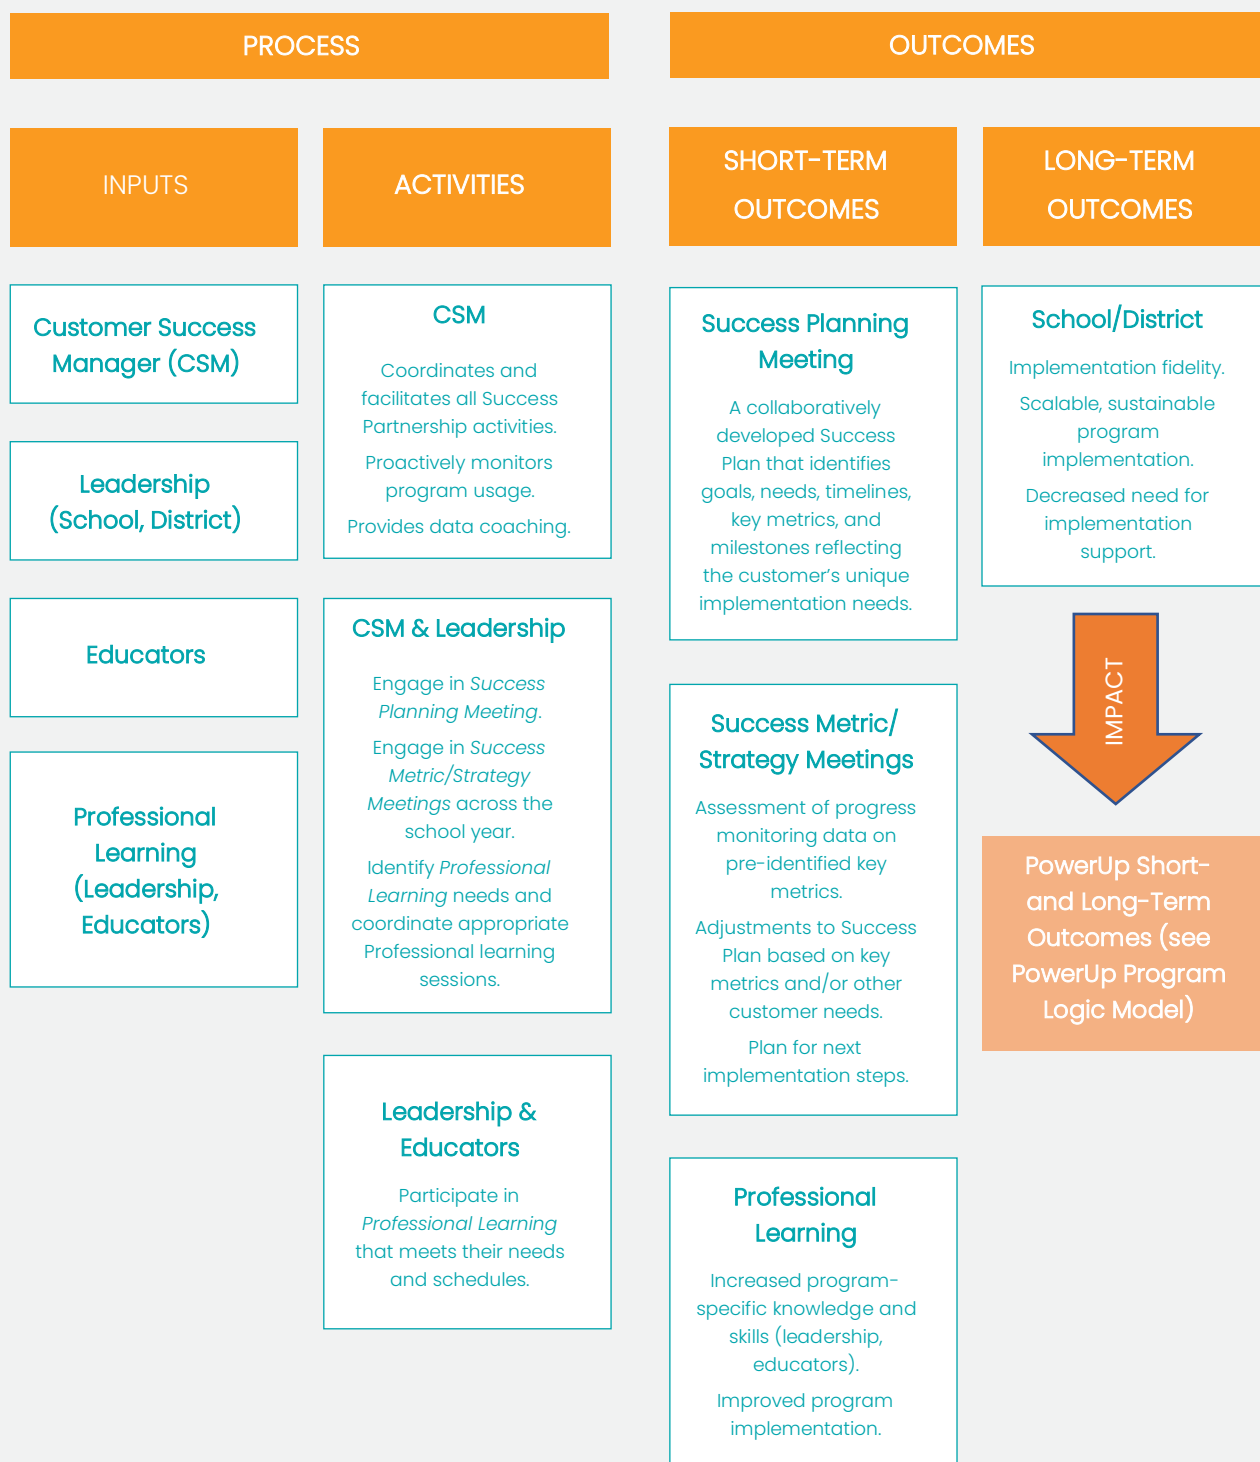 PROCESS
OUTCOMES
INPUTS
ACTIVITIES
SHORT-TERM
OUTCOMES
LONG-TERM
OUTCOMES
Customer Success
Manager (CSM)
Leadership
(School, District)
Educators
Professional
Learning
(Leadership,
Educators)
CSM
Coordinates and
facilitates all Success
Partnership activities.
Proactively monitors
program usage.
Provides data coaching.
CSM & Leadership
Engage in Success
Planning Meeting.
Engage in Success
Metric/Strategy
Meetings across the
school year.
Identify Professional
Learning needs and
coordinate appropriate
Professional learning
sessions.
Leadership &
Educators
Participate in
Professional Learning
that meets their needs
and schedules.
Success Planning
Meeting
A collaboratively
developed Success
Plan that identifies
goals, needs, timelines,
key metrics, and
milestones reflecting
the customer’s unique
implementation needs.
Success Metric/
Strategy Meetings
Assessment of progress
monitoring data on
pre-identified key
metrics.
Adjustments to Success
Plan based on key
metrics and/or other
customer needs.
Plan for next
implementation steps.
Professional
Learning
Increased program-
specific knowledge and
skills (leadership,
educators).
Improved program
implementation.
School/District
Implementation fidelity.
Scalable, sustainable
program
implementation.
Decreased need for
implementation
support.
IMPACT
PowerUp Short-
and Long-Term
Outcomes (see
PowerUp Program
Logic Model)